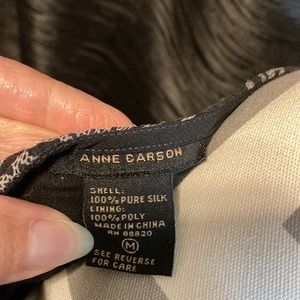 ANNE CARSON
SHELL:
100% PURE SILK
LINING:
100% POLY
MADE IN CHINA
RN 88820
M
SEE REVERSE
FOR CARE